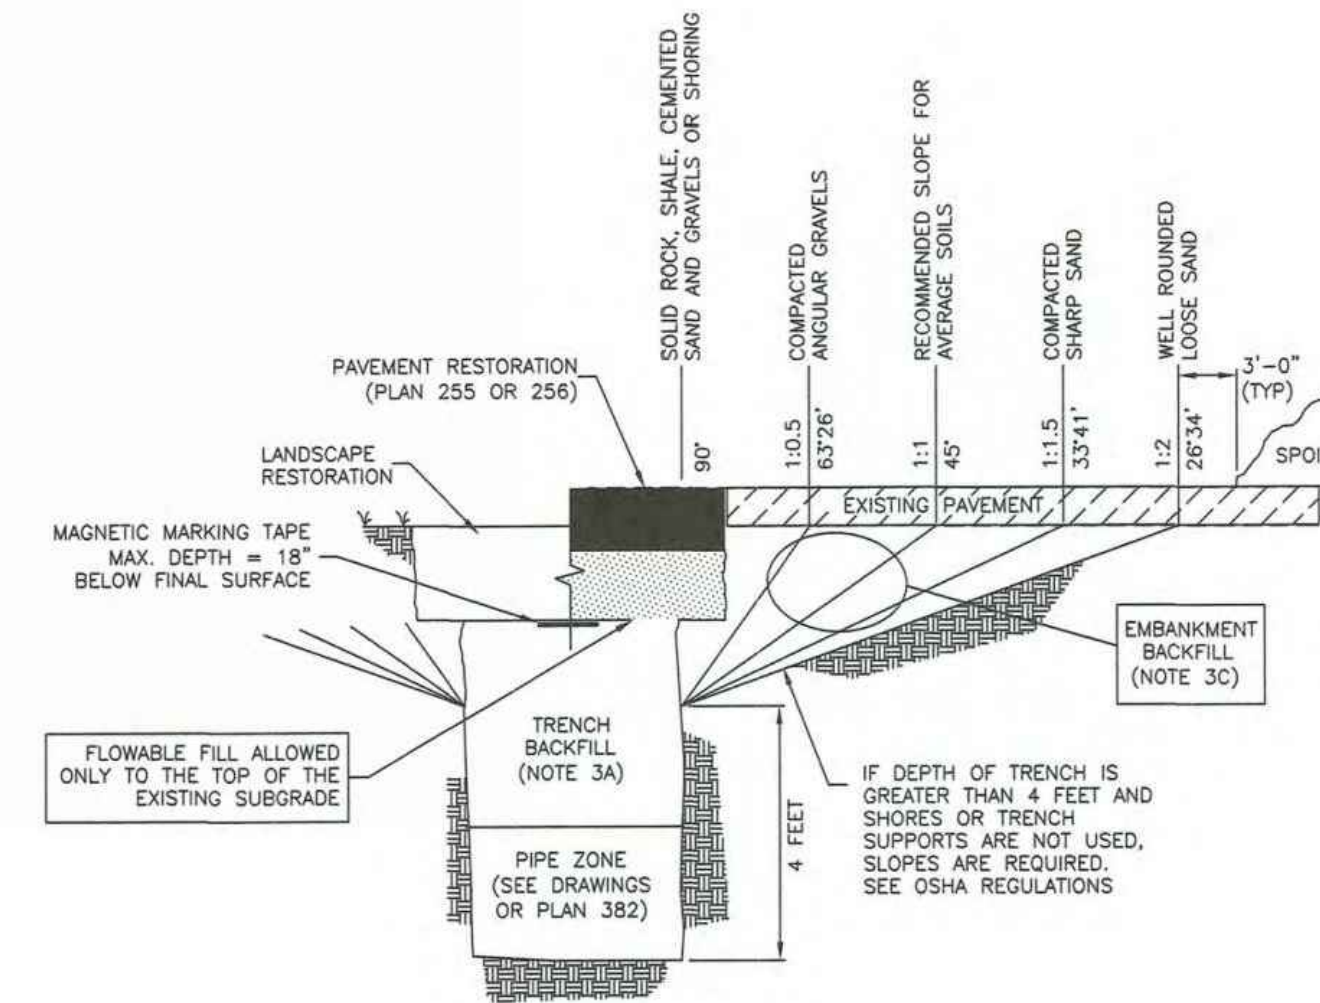 SOLID ROCK, SHALE, CEMENTED
SAND AND GRAVELS OR SHORING
90°
COMPACTED
ANGULAR GRAVELS
1:0.5
63°26'
RECOMMENDED SLOPE FOR
AVERAGE SOILS
1:1
45°
COMPACTED
SHARP SAND
1:1.5
33°41'
WELL ROUNDED
LOOSE SAND
1:2
26°34'
3'-0"
(TYP)
SPOI
PAVEMENT RESTORATION
(PLAN 255 OR 256)
LANDSCAPE
RESTORATION
EXISTING PAVEMENT
MAGNETIC MARKING TAPE
MAX. DEPTH = 18"
BELOW FINAL SURFACE
EMBANKMENT
BACKFILL
(NOTE 3C)
FLOWABLE FILL ALLOWED
ONLY TO THE TOP OF THE
EXISTING SUBGRADE
TRENCH
BACKFILL
(NOTE 3A)
4 FEET
IF DEPTH OF TRENCH IS
GREATER THAN 4 FEET AND
SHORES OR TRENCH
SUPPORTS ARE NOT USED,
SLOPES ARE REQUIRED.
SEE OSHA REGULATIONS
PIPE ZONE
(SEE DRAWINGS
OR PLAN 382)